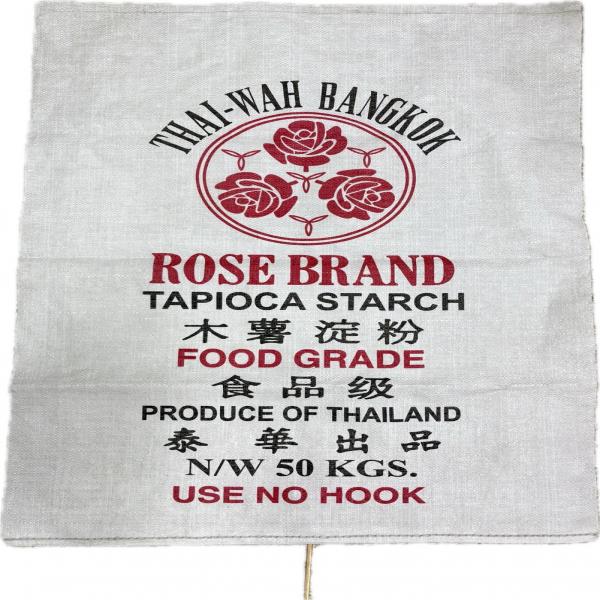 THAI-WAH BANGKOK
ROSE BRAND
TAPIOCA STARCH
木薯淀粉
FOOD GRADE
食品级
PRODUCE OF THAILAND
泰華出品
N/W 50 KGS.
USE NO HOOK